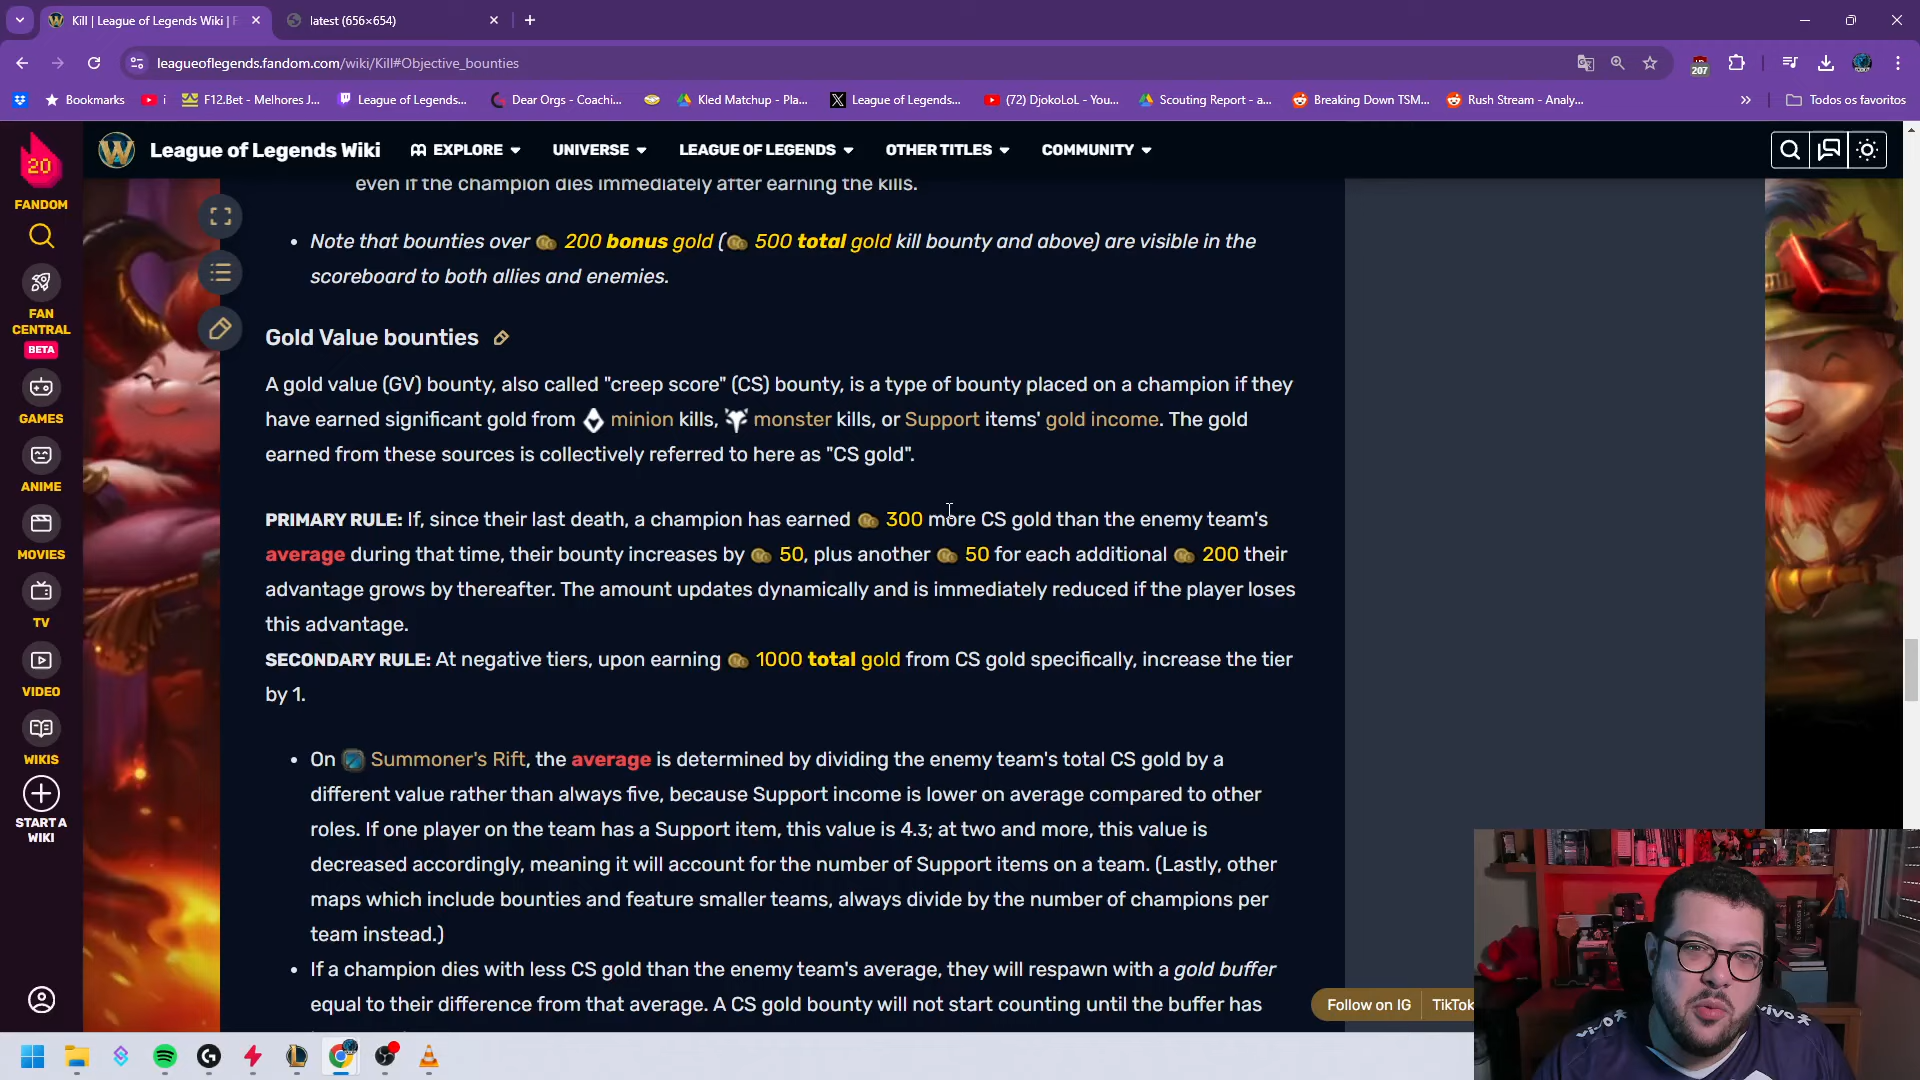 Kill | League of Legends Wiki | F
latest (656×654)
leagueoflegends.fandom.com/wiki/Kill#Objective_bounties
207
Bookmarks
i
F12.Bet - Melhores J...
League of Legends...
Dear Orgs - Coachi...
Kled Matchup - Pla...
League of Legends...
(72) DjokoLoL - You...
Scouting Report - a...
Breaking Down TSM...
Rush Stream - Analy...
Todos os favoritos
20
FANDOM
FAN
CENTRAL
BETA
GAMES
ANIME
MOVIES
TV
VIDEO
WIKIS
START A
WIKI
League of Legends Wiki
EXPLORE
UNIVERSE
LEAGUE OF LEGENDS
OTHER TITLES
COMMUNITY
even if the champion dies immediately after earning the kills.
• Note that bounties over 200 bonus gold (500 total gold kill bounty and above) are visible in the
scoreboard to both allies and enemies.
Gold Value bounties
A gold value (GV) bounty, also called "creep score" (CS) bounty, is a type of bounty placed on a champion if they
have earned significant gold from minion kills, monster kills, or Support items' gold income. The gold
earned from these sources is collectively referred to here as "CS gold".
PRIMARY RULE: If, since their last death, a champion has earned 300 more CS gold than the enemy team's
average during that time, their bounty increases by 50, plus another 50 for each additional 200 their
advantage grows by thereafter. The amount updates dynamically and is immediately reduced if the player loses
this advantage.
SECONDARY RULE: At negative tiers, upon earning 1000 total gold from CS gold specifically, increase the tier
by 1.
• On Summoner's Rift, the average is determined by dividing the enemy team's total CS gold by a
different value rather than always five, because Support income is lower on average compared to other
roles. If one player on the team has a Support item, this value is 4.3; at two and more, this value is
decreased accordingly, meaning it will account for the number of Support items on a team. (Lastly, other
maps which include bounties and feature smaller teams, always divide by the number of champions per
team instead.)
• If a champion dies with less CS gold than the enemy team's average, they will respawn with a gold buffer
equal to their difference from that average. A CS gold bounty will not start counting until the buffer has
Follow on IG
TikTok
vivo
vivo